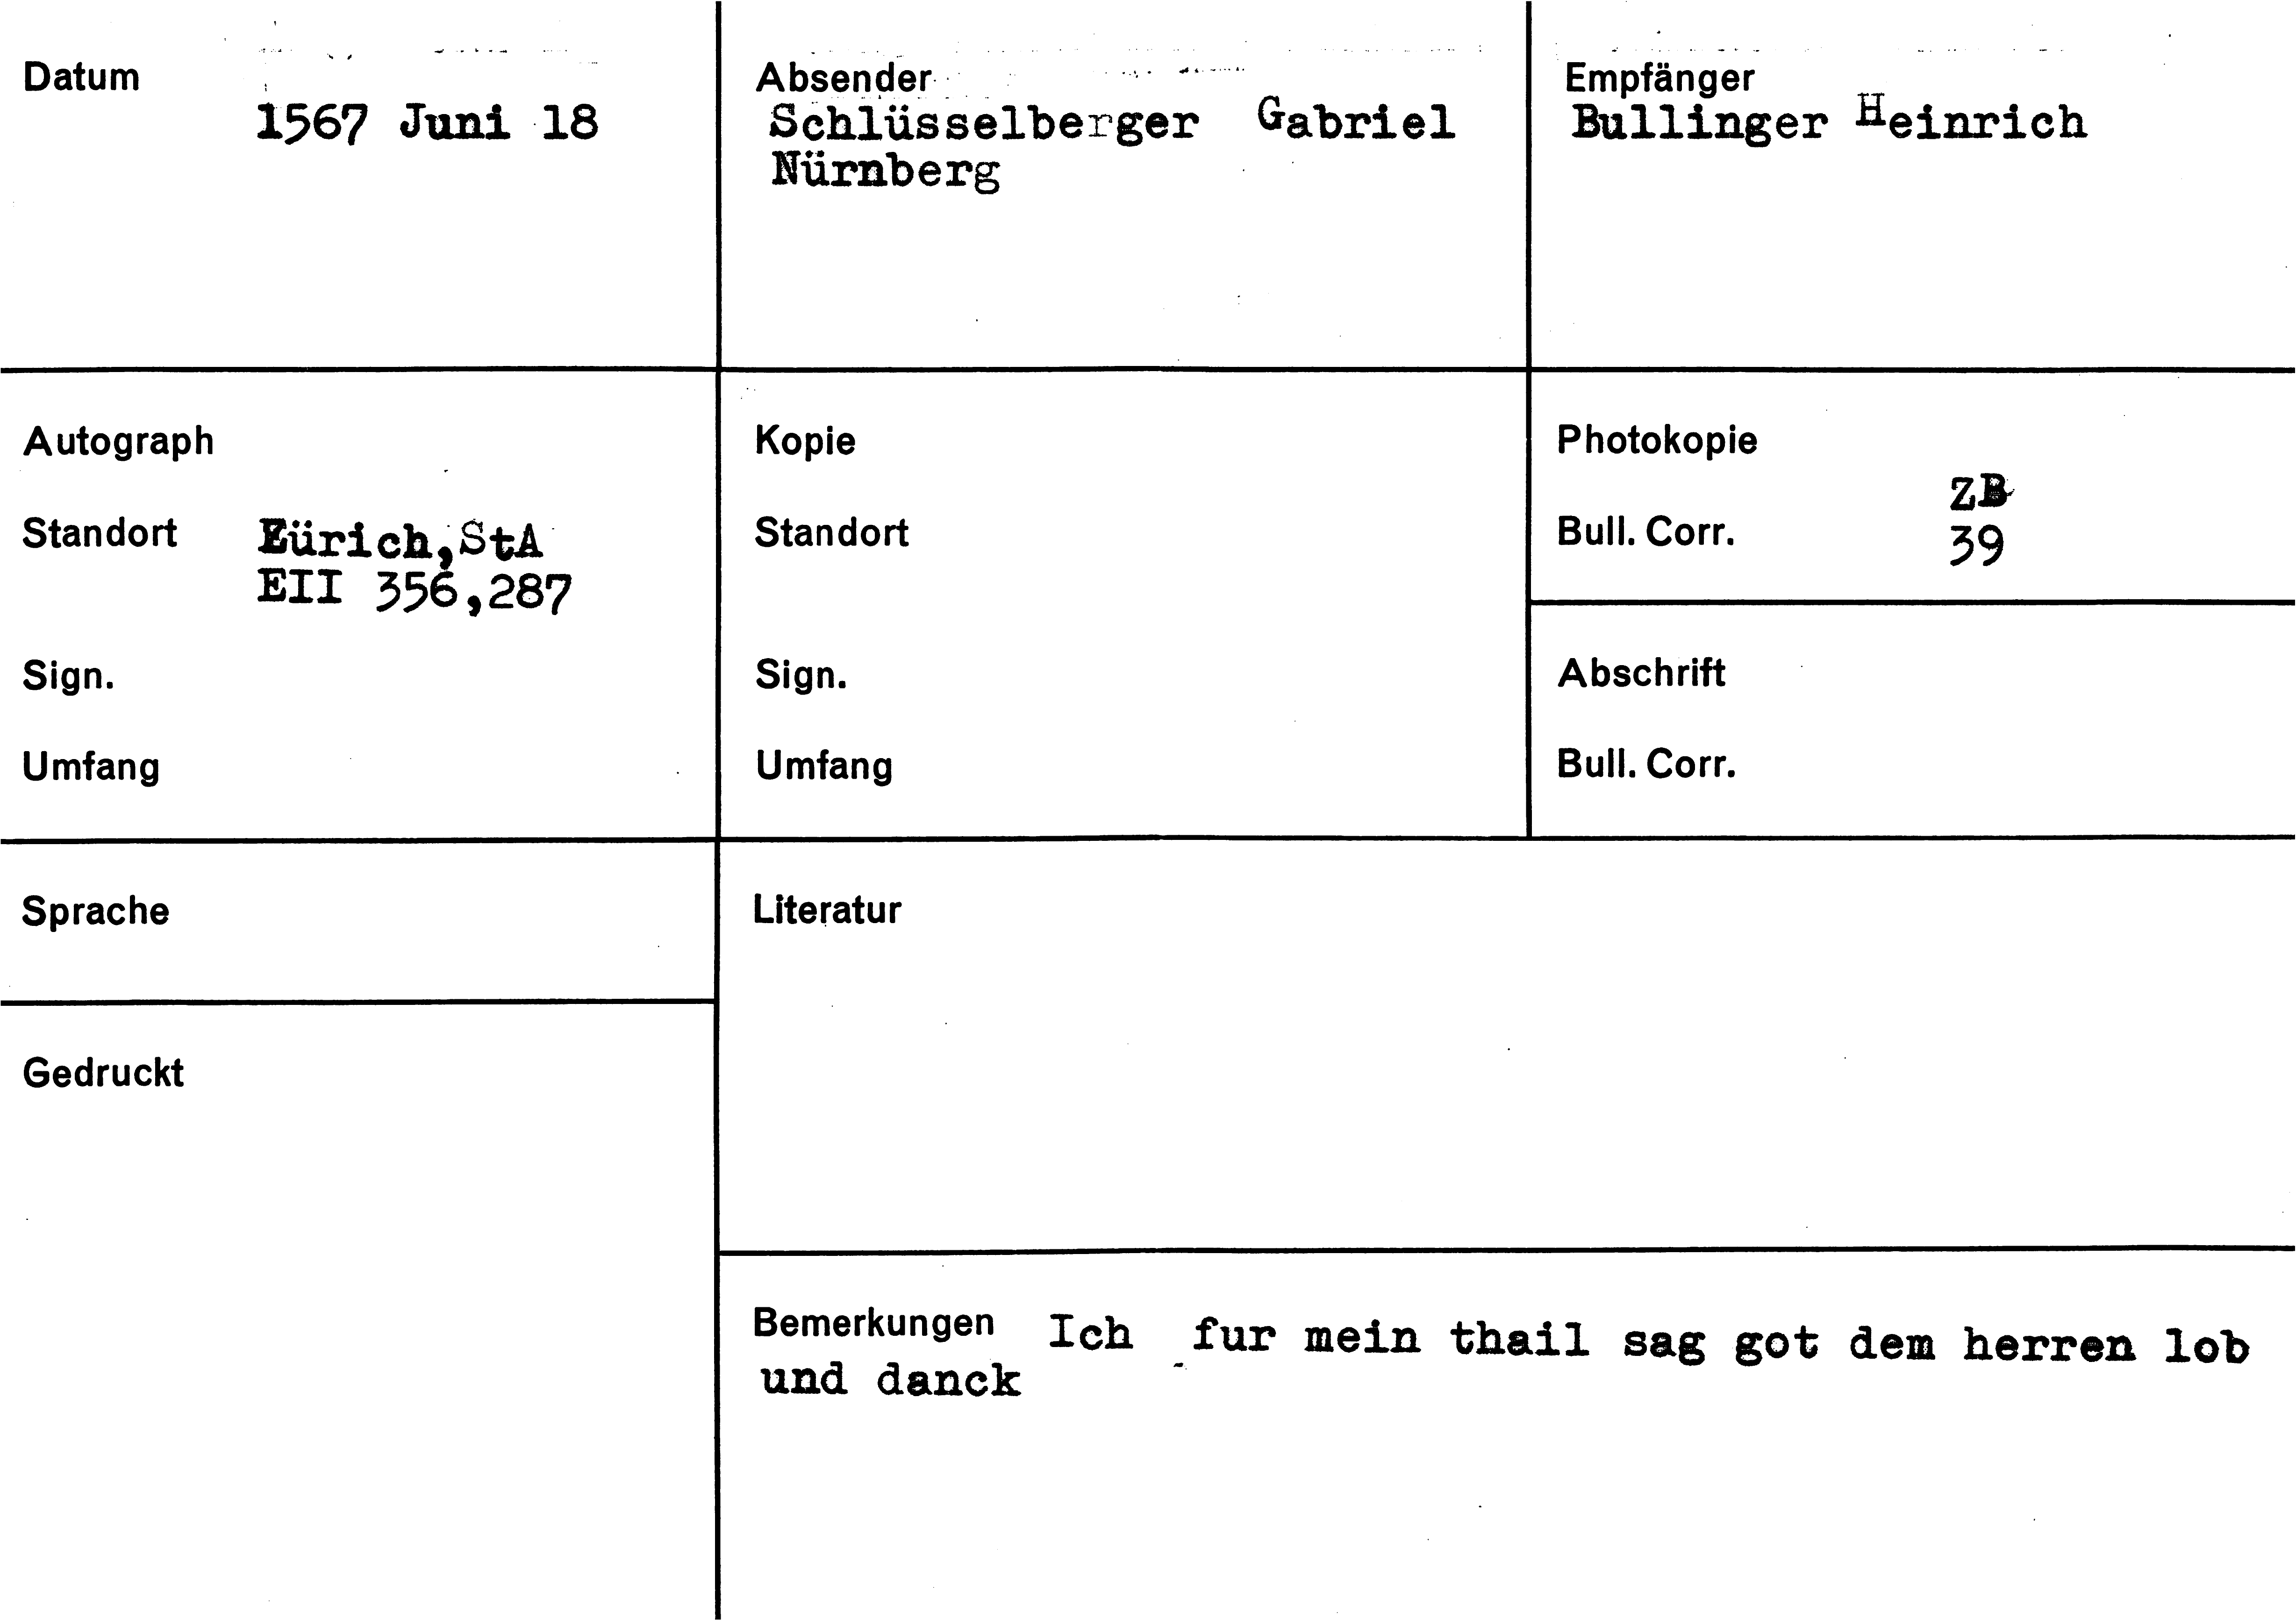 Datum
1567 Juni 18
Absender
Schlüsselberger Gabriel
Nürnberg
Empfänger
Bullinger Heinrich
Autograph
Standort Zürich, StA
EII 356,287
Sign.
Umfang
Kopie
Standort
Sign.
Umfang
Photokopie
ZB
Bull. Corr. 39
Abschrift
Bull. Corr.
Sprache
Gedruckt
Literatur
Bemerkungen Ich fur mein thail sag got dem herren lob
und danck